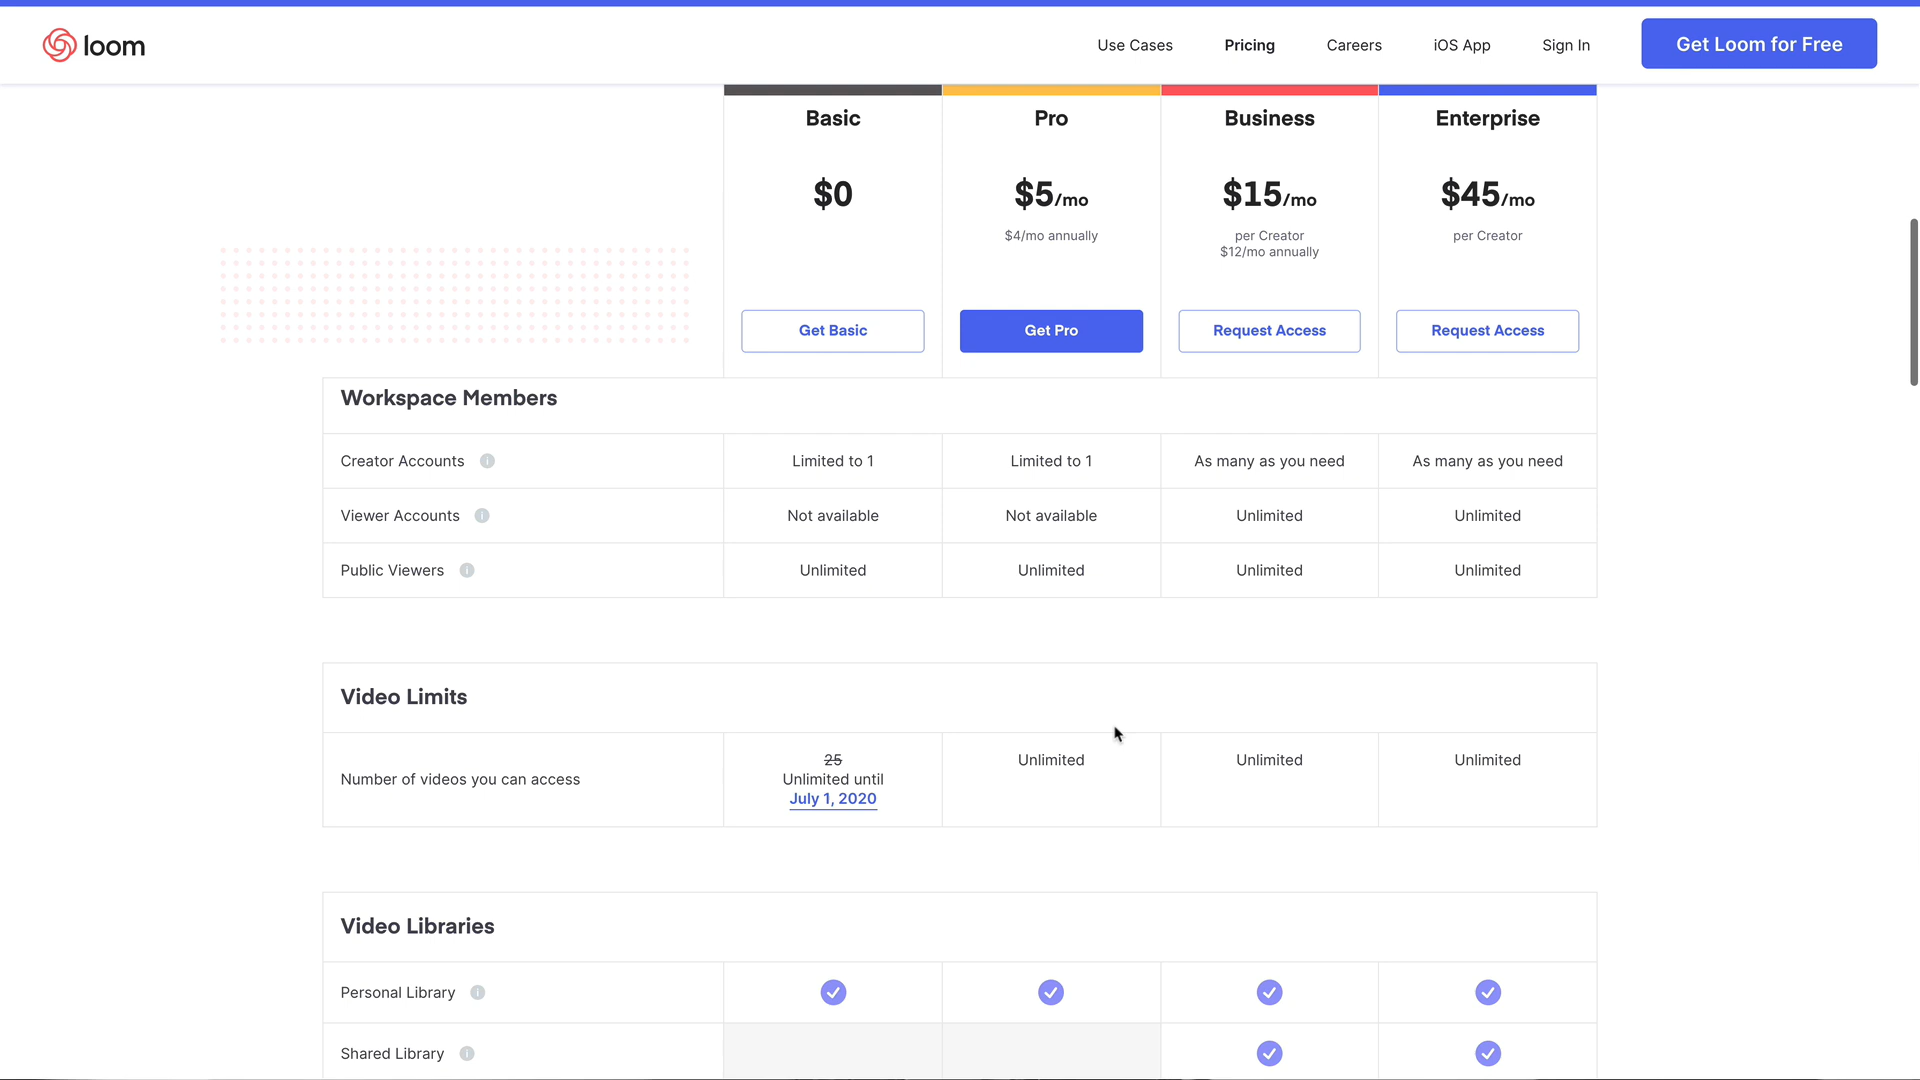 loom
Use Cases
Pricing
Careers
iOS App
Sign In
Get Loom for Free
Basic
Pro
Business
Enterprise
$0
$5/mo
$15/mo
$45/mo
$4/mo annually
per Creator
$12/mo annually
per Creator
Get Basic
Get Pro
Request Access
Request Access
Workspace Members
Creator Accounts
Limited to 1
Limited to 1
As many as you need
As many as you need
Viewer Accounts
Not available
Not available
Unlimited
Unlimited
Public Viewers
Unlimited
Unlimited
Unlimited
Unlimited
Video Limits
Number of videos you can access
25
Unlimited until
July 1, 2020
Unlimited
Unlimited
Unlimited
Video Libraries
Personal Library
Shared Library